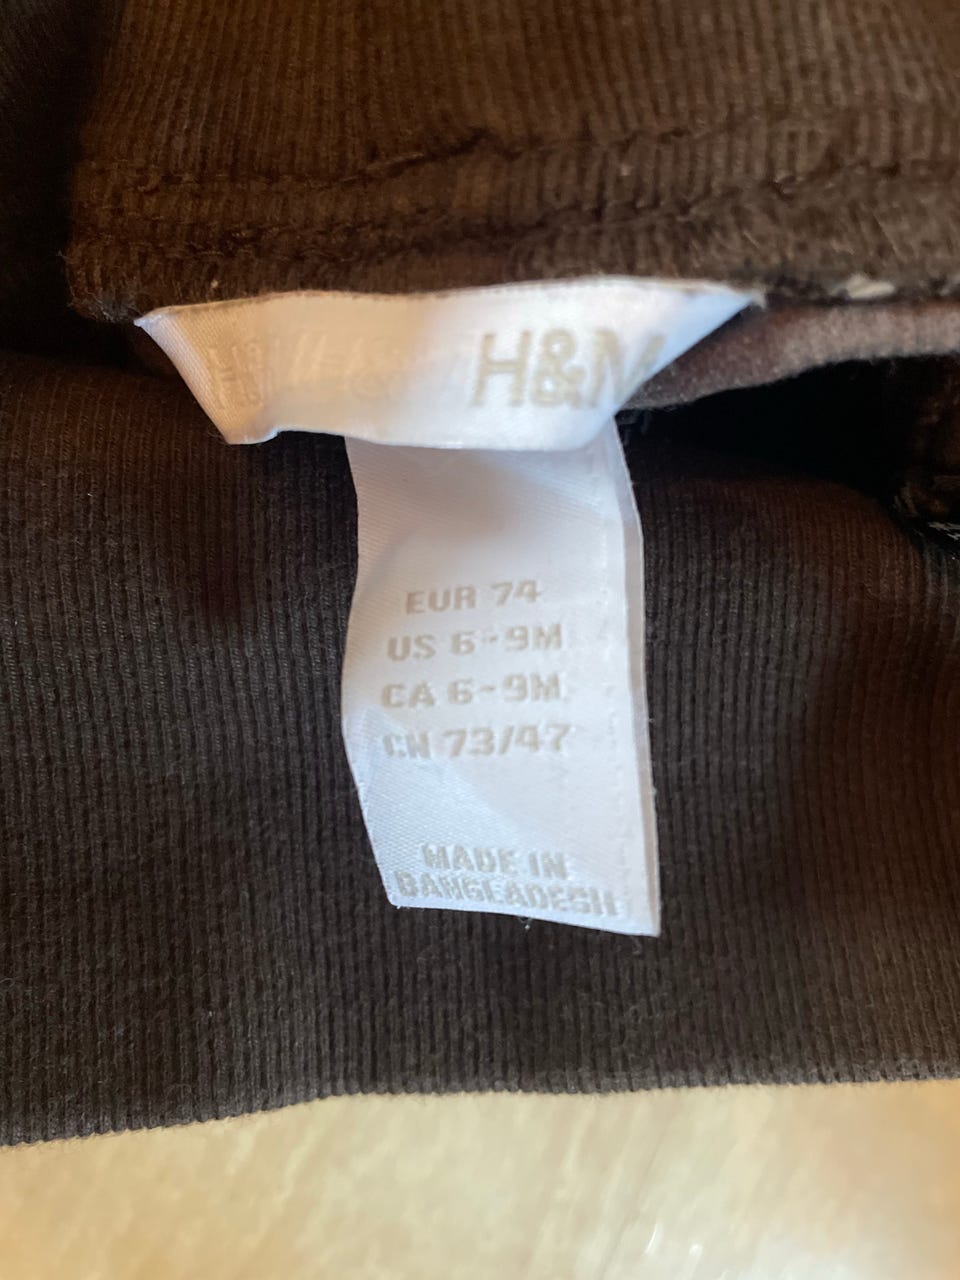 H&M
EUR 74
US 6-9M
CA 6-9M
CN 73/47
MADE IN
BANGLADESH